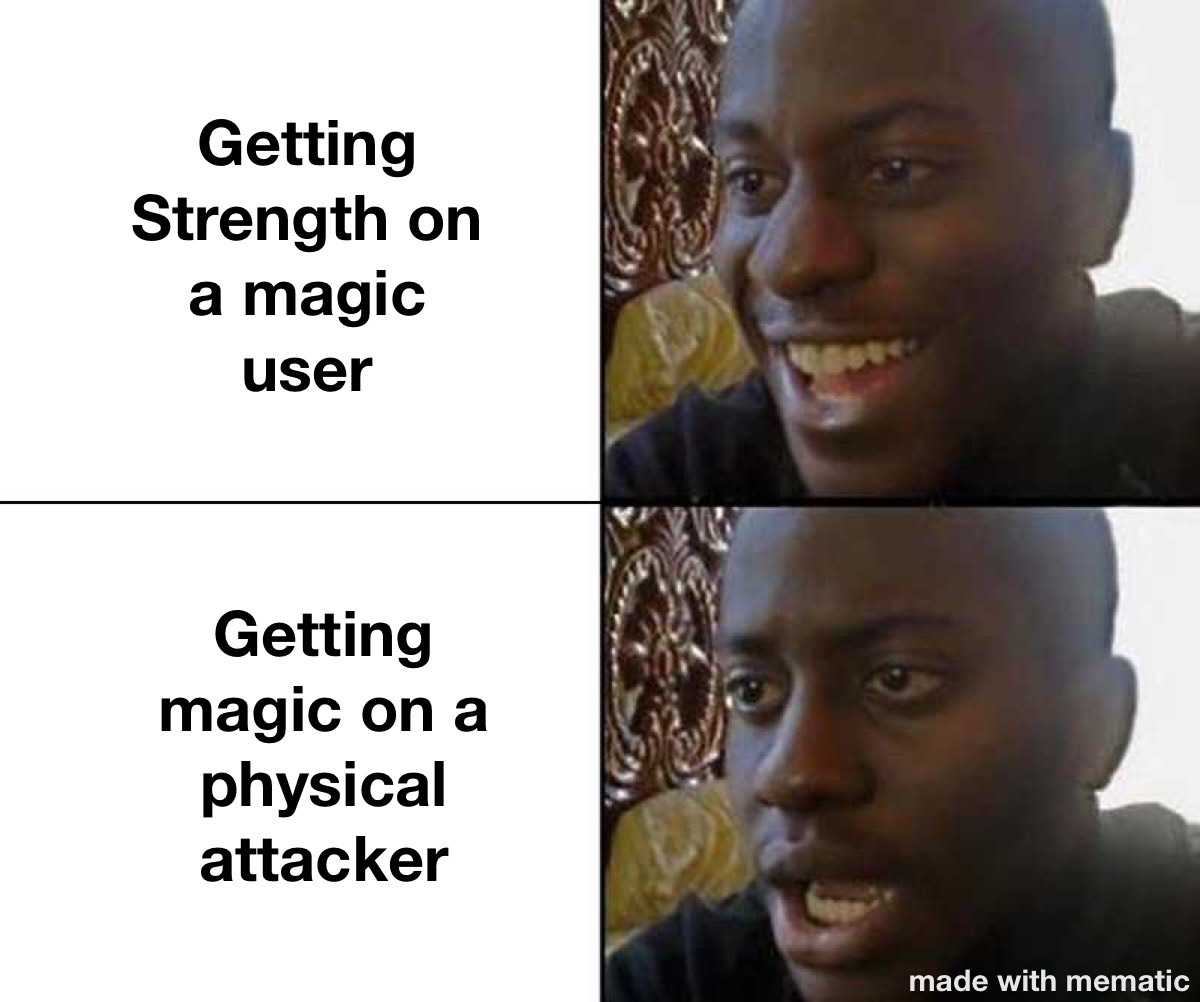 Getting
Strength on
a magic
user
Getting
magic on a
physical
attacker
made with mematic